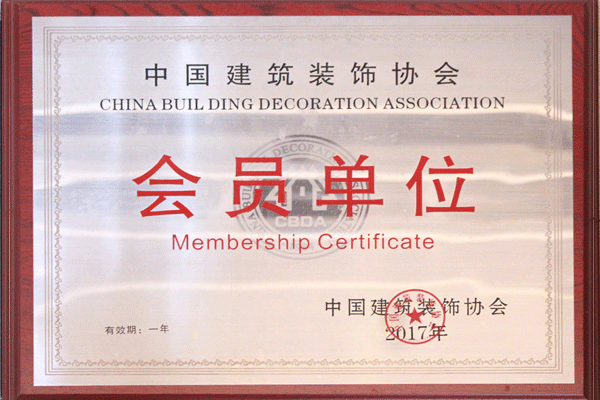 中国建筑装饰协会
CHINA BUIL DING DECORATION ASSOCIATION
会员单位
CBDA
Membership Certificate
中国建筑装饰协会
有效期：一年
2017年